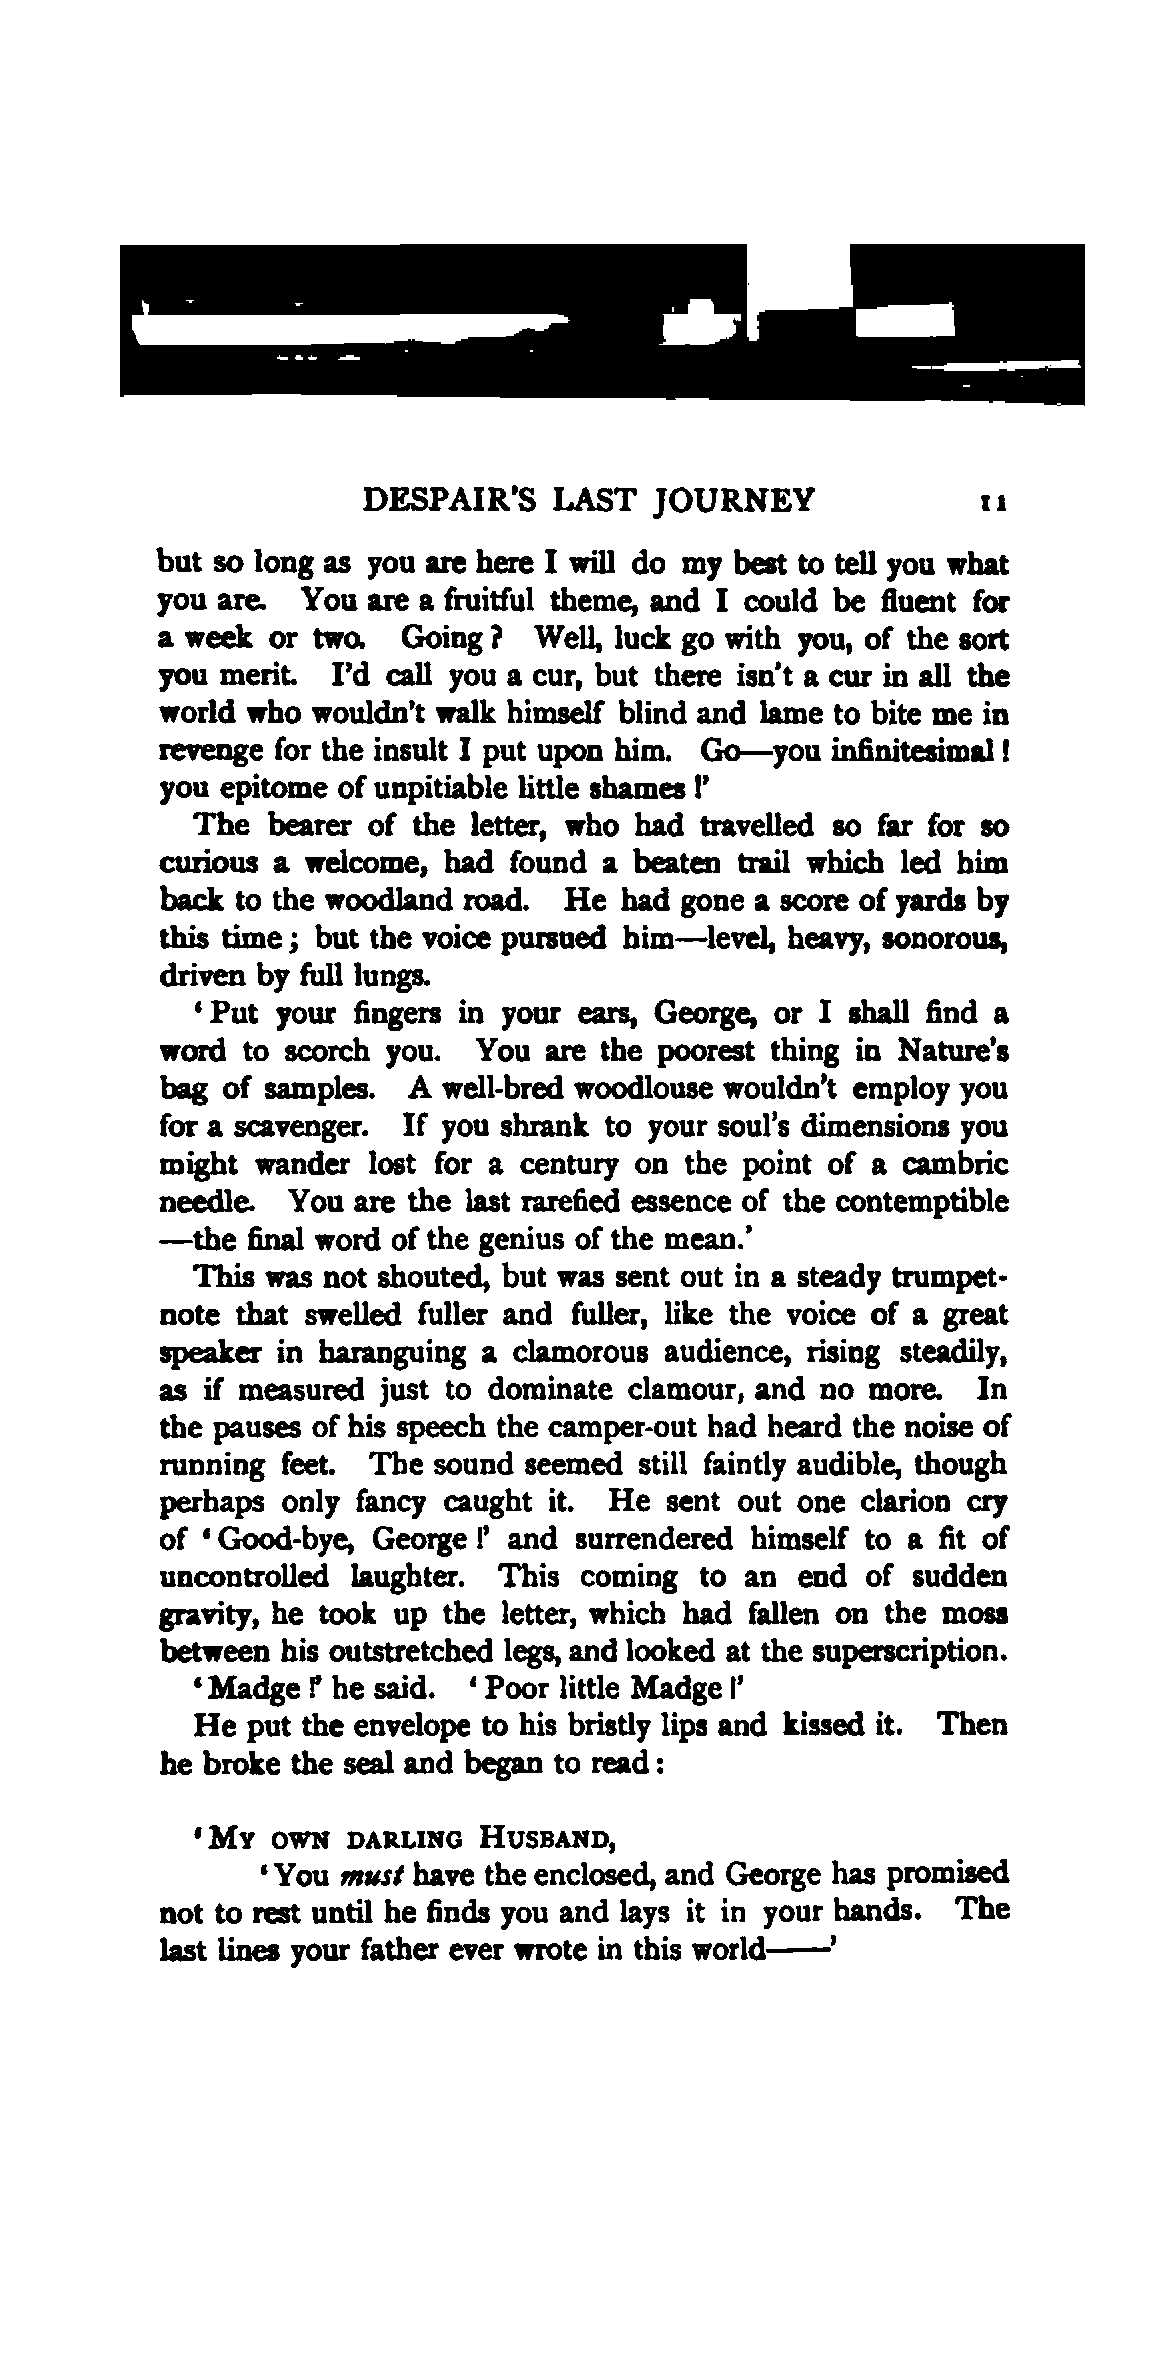 DESPAIR'S LAST JOURNEY 11
but so long as you are here I will do my best to tell you what
you are. You are a fruitful theme, and I could be fluent for
a week or two. Going? Well, luck go with you, of the sort
you merit. I'd call you a cur, but there isn't a cur in all the
world who wouldn't walk himself blind and lame to bite me in
revenge for the insult I put upon him. Go—you infinitesimal!
you epitome of unpitiable little shames!'
The bearer of the letter, who had travelled so far for so
curious a welcome, had found a beaten trail which led him
back to the woodland road. He had gone a score of yards by
this time; but the voice pursued him—level, heavy, sonorous,
driven by full lungs.
'Put your fingers in your ears, George, or I shall find a
word to scorch you. You are the poorest thing in Nature's
bag of samples. A well-bred woodlouse wouldn't employ you
for a scavenger. If you shrank to your soul's dimensions you
might wander lost for a century on the point of a cambric
needle. You are the last rarefied essence of the contemptible
—the final word of the genius of the mean.'
This was not shouted, but was sent out in a steady trumpet-
note that swelled fuller and fuller, like the voice of a great
speaker in haranguing a clamorous audience, rising steadily,
as if measured just to dominate clamour, and no more. In
the pauses of his speech the camper-out had heard the noise of
running feet. The sound seemed still faintly audible, though
perhaps only fancy caught it. He sent out one clarion cry
of 'Good-bye, George!' and surrendered himself to a fit of
uncontrolled laughter. This coming to an end of sudden
gravity, he took up the letter, which had fallen on the moss
between his outstretched legs, and looked at the superscription.
'Madge!' he said. 'Poor little Madge!'
He put the envelope to his bristly lips and kissed it. Then
he broke the seal and began to read:
'MY OWN DARLING HUSBAND,
'You must have the enclosed, and George has promised
not to rest until he finds you and lays it in your hands. The
last lines your father ever wrote in this world——'